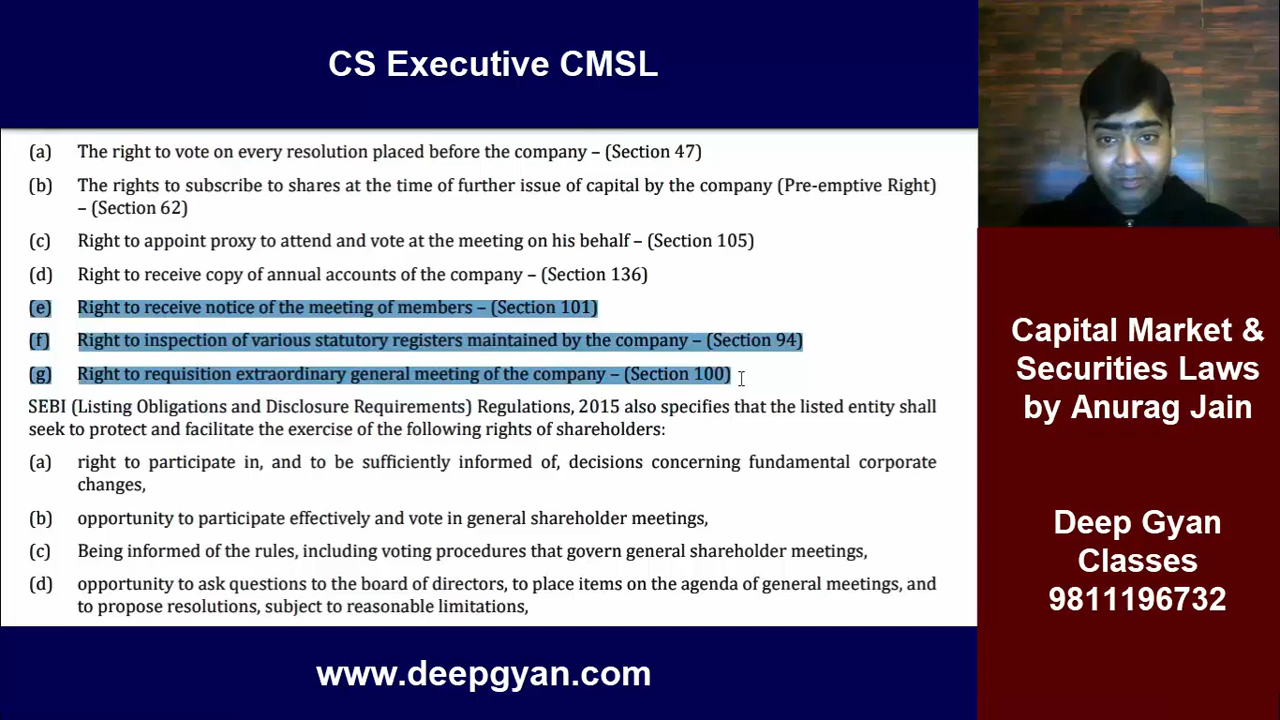 CS Executive CMSL
(a) The right to vote on every resolution placed before the company – (Section 47)
(b) The rights to subscribe to shares at the time of further issue of capital by the company (Pre-emptive Right)
– (Section 62)
(c) Right to appoint proxy to attend and vote at the meeting on his behalf – (Section 105)
(d) Right to receive copy of annual accounts of the company – (Section 136)
(e) Right to receive notice of the meeting of members – (Section 101)
(f) Right to inspection of various statutory registers maintained by the company – (Section 94)
(g) Right to requisition extraordinary general meeting of the company – (Section 100)
SEBI (Listing Obligations and Disclosure Requirements) Regulations, 2015 also specifies that the listed entity shall
seek to protect and facilitate the exercise of the following rights of shareholders:
(a) right to participate in, and to be sufficiently informed of, decisions concerning fundamental corporate
changes,
(b) opportunity to participate effectively and vote in general shareholder meetings,
(c) Being informed of the rules, including voting procedures that govern general shareholder meetings,
(d) opportunity to ask questions to the board of directors, to place items on the agenda of general meetings, and
to propose resolutions, subject to reasonable limitations,
www.deepgyan.com
Capital Market &
Securities Laws
by Anurag Jain
Deep Gyan
Classes
9811196732